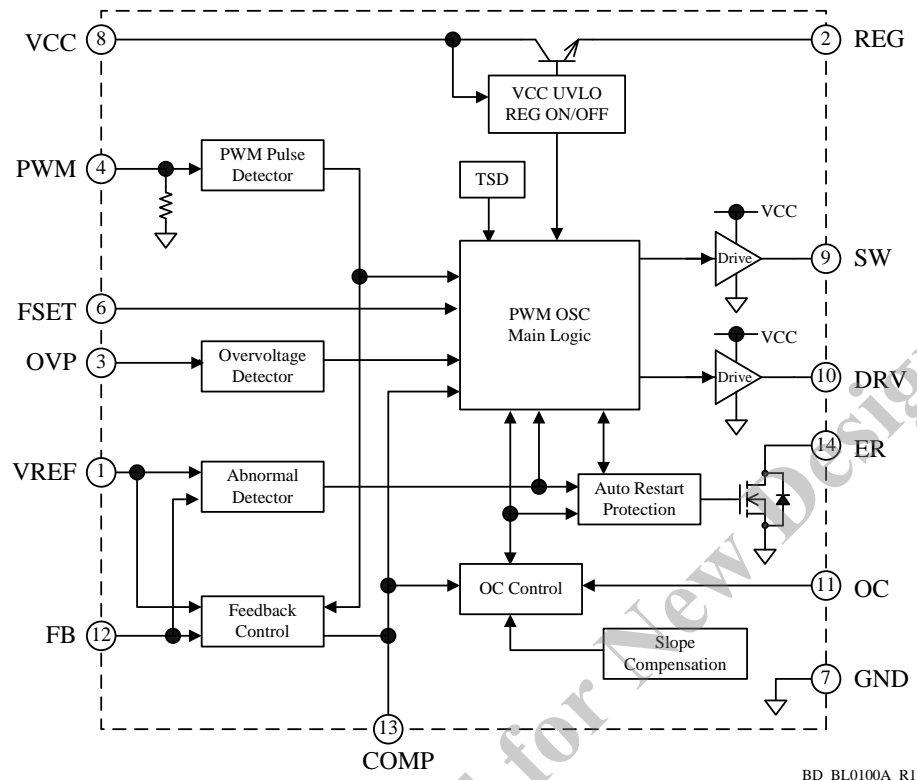 VCC
8
2
REG
VCC UVLO
REG ON/OFF
PWM
4
PWM Pulse
Detector
TSD
VCC
Drive
9
SW
FSET
6
PWM OSC
Main Logic
OVP
3
Overvoltage
Detector
VCC
Drive
10
DRV
14
ER
VREF
1
Abnormal
Detector
Auto Restart
Protection
OC Control
11
OC
FB
12
Feedback
Control
Slope
Compensation
7
GND
13
COMP
for New Design
BD_BL0100A_R1